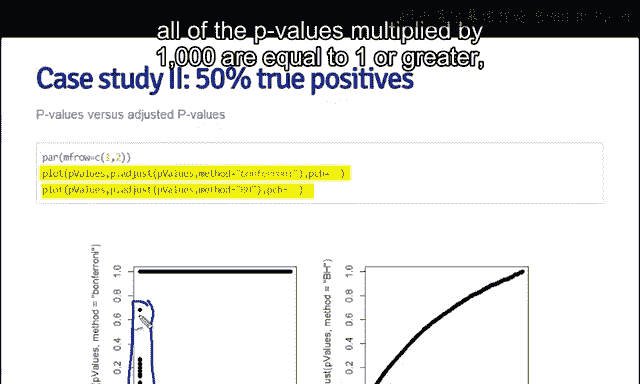 all of the p-values multiplied by
1,000 are equal to 1 or greater,
Case study II: 50% true positives
P-values versus adjusted P-values
par(mfrow=c(1,2))
plot(pValues,p.adjust(pValues,method="bonferroni"),pch= )
plot(pValues,p.adjust(pValues,method="BH"),pch= )
(pValues, method = "bonferroni")
0.2 0.4 0.6 0.8 1.0
just(pValues, method = "BH")
0.2 0.4 0.6 0.8 1.0